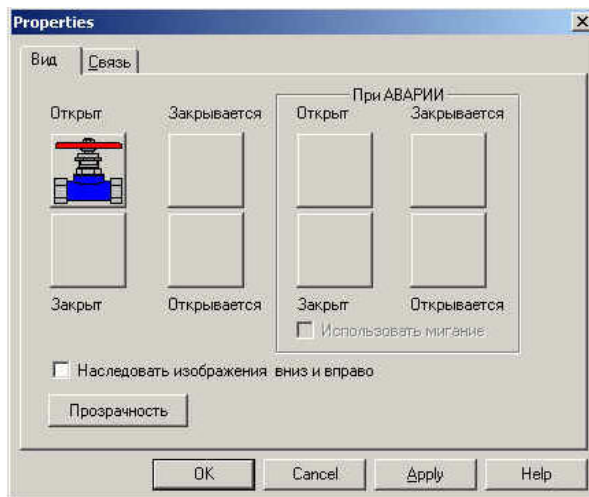 Properties
Вид Связь
При АВАРИИ
Открыт Закрывается Открыт Закрывается
Закрыт Открывается Закрыт Открывается
Использовать мигание
Наследовать изображения вниз и вправо
Прозрачность
OK Cancel Apply Help